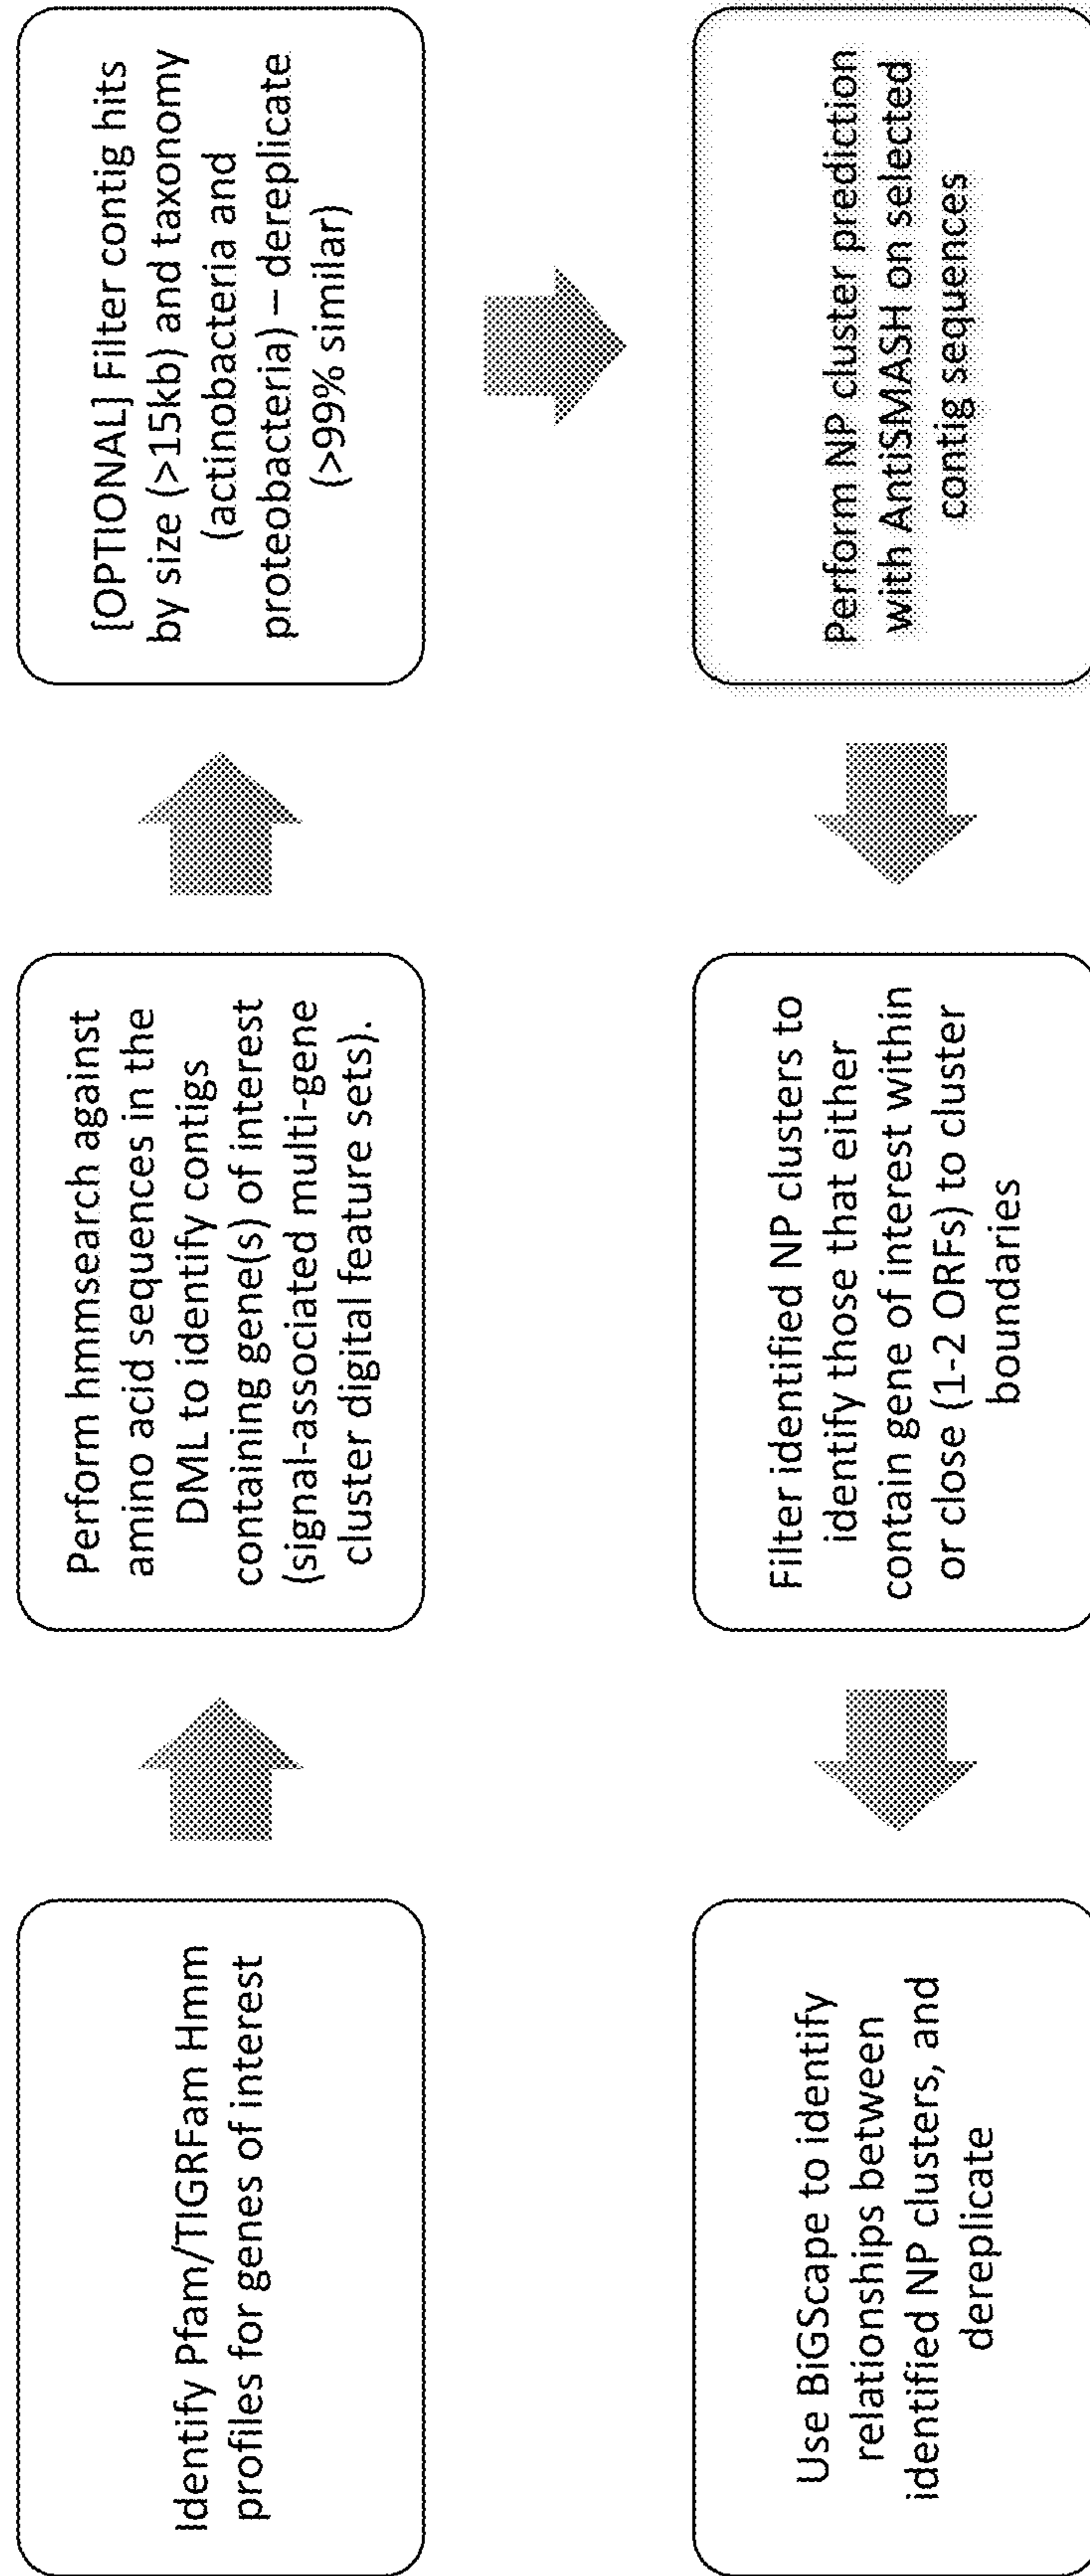 Identify Pfam/TIGRFam Hmm
profiles for genes of interest
Perform hmmsearch against
amino acid sequences in the
DML to identify contigs
containing gene(s) of interest
(signal-associated multi-gene
cluster digital feature sets).
[OPTIONAL] Filter contig hits
by size (>15kb) and taxonomy
(actinobacteria and
proteobacteria) – dereplicate
(>99% similar)
Perform NP cluster prediction
with AntiSMASH on selected
contig sequences
Filter identified NP clusters to
identify those that either
contain gene of interest within
or close (1-2 ORFs) to cluster
boundaries
Use BiGScape to identify
relationships between
identified NP clusters, and
dereplicate